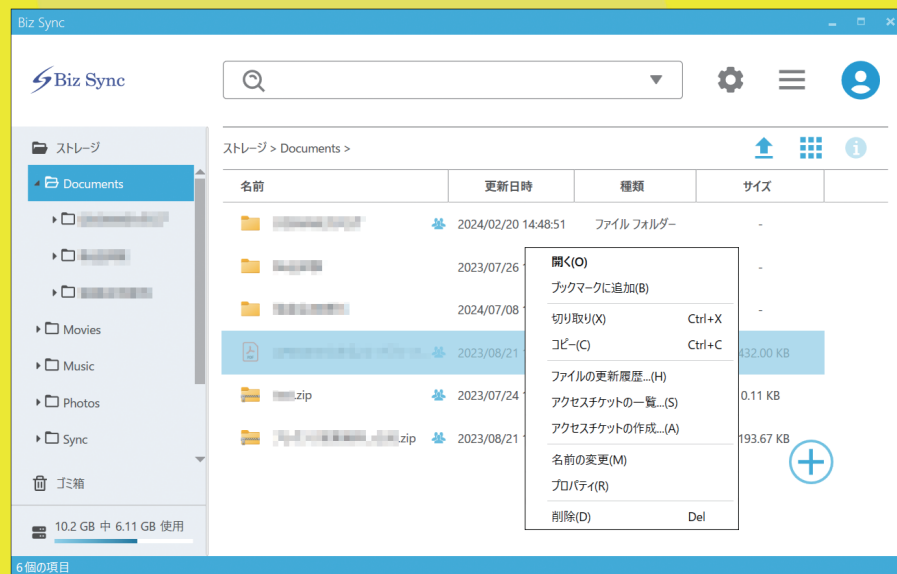 Biz Sync
Biz Sync
ストレージ
Documents
Movies
Music
Photos
Sync
ゴミ箱
10.2 GB 中 6.11 GB 使用
ストレージ > Documents >
名前 更新日時 種類 サイズ
2024/02/20 14:48:51 ファイル フォルダー -
2023/07/26 -
2024/07/08 -
2023/08/21 432.00 KB
.zip 2023/07/24 0.11 KB
.zip 2023/08/21 193.67 KB
開く(O)
ブックマークに追加(B)
切り取り(X) Ctrl+X
コピー(C) Ctrl+C
ファイルの更新履歴...(H)
アクセスチケットの一覧...(S)
アクセスチケットの作成...(A)
名前の変更(M)
プロパティ(R)
削除(D) Del
6個の項目